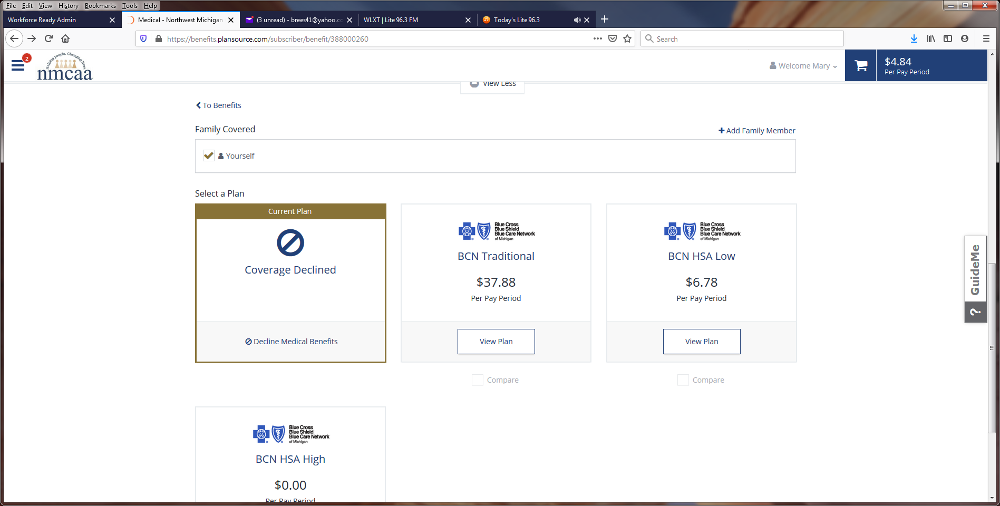 File Edit View History Bookmarks Tools Help
Workforce Ready Admin
Medical - Northwest Michigan
(3 unread) - brees41@yahoo.co
WLXT | Lite 96.3 FM
Today's Lite 96.3
https://benefits.plansource.com/subscriber/benefit/388000260
Search
2
Helping people. Changing lives.
nmcaa
Welcome Mary
$4.84
Per Pay Period
View Less
To Benefits
Family Covered
Add Family Member
Yourself
Select a Plan
Current Plan
Coverage Declined
Decline Medical Benefits
Blue Cross
Blue Shield
Blue Care Network
of Michigan
BCN Traditional
$37.88
Per Pay Period
View Plan
Compare
Blue Cross
Blue Shield
Blue Care Network
of Michigan
BCN HSA Low
$6.78
Per Pay Period
View Plan
Compare
Blue Cross
Blue Shield
Blue Care Network
of Michigan
BCN HSA High
$0.00
Per Pay Period
GuideMe
?